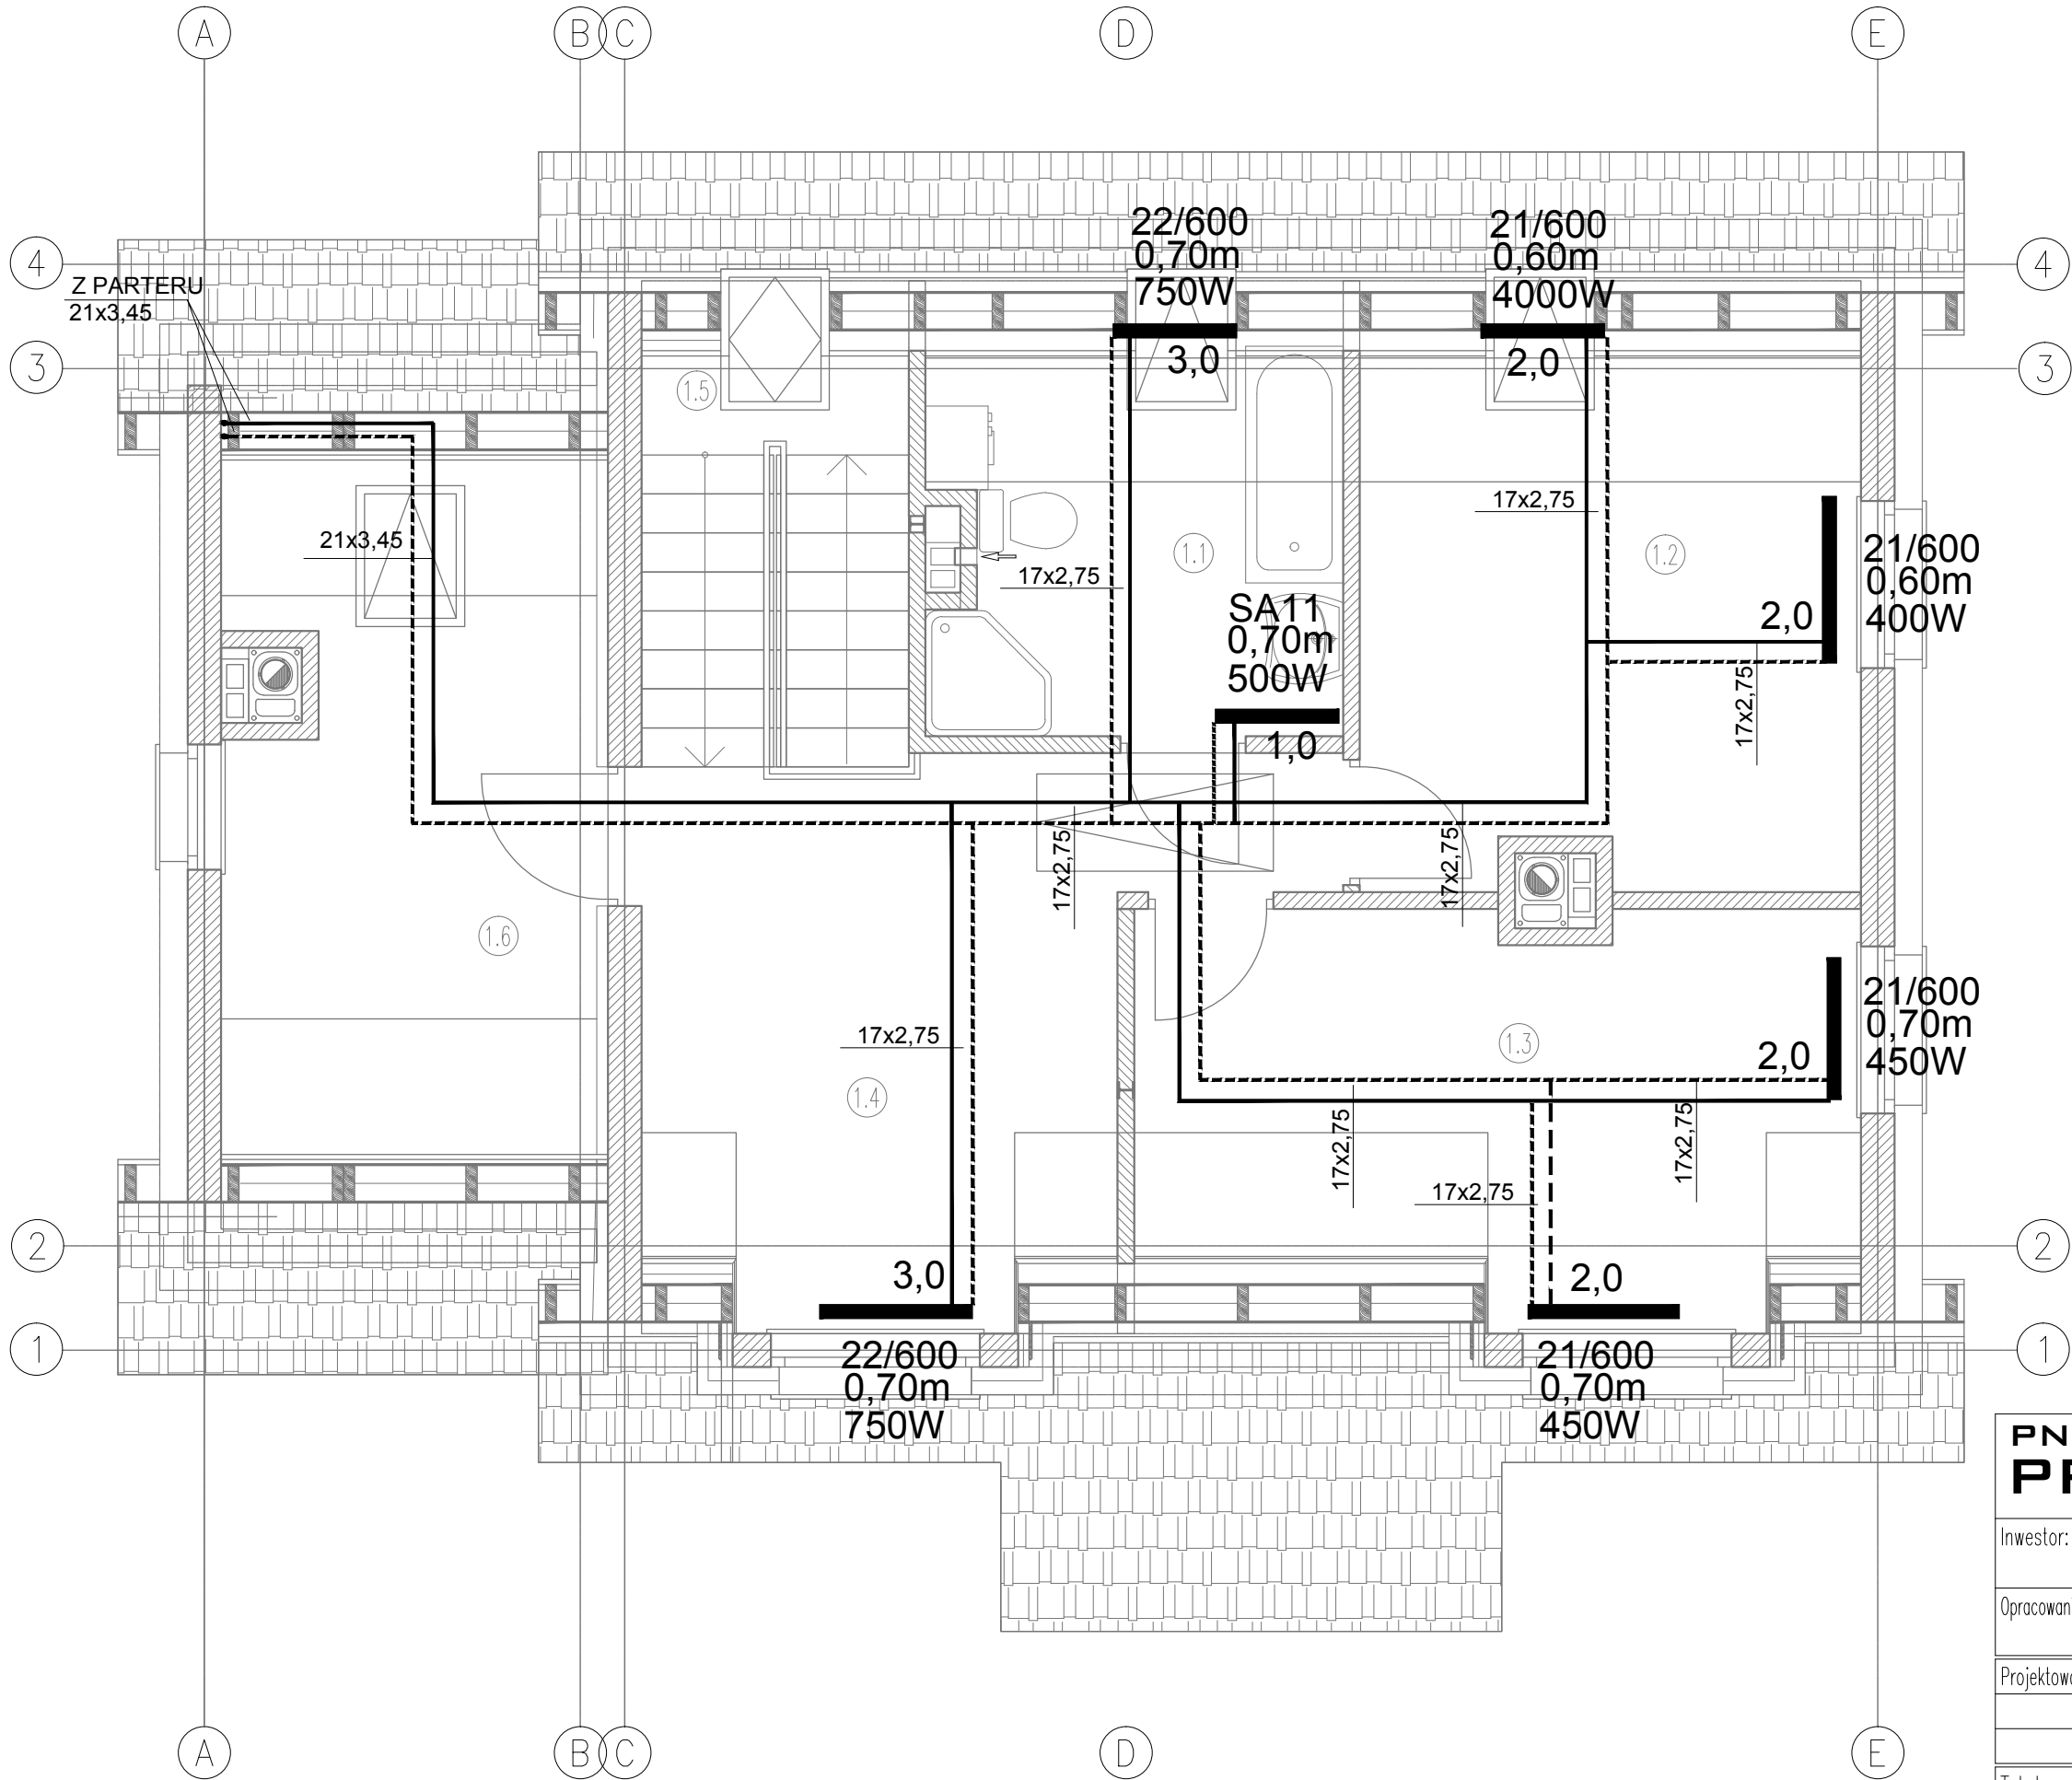 A
B
C
D
E
22/600
0,70m
750W
21/600
0,60m
4000W
4
4
Z PARTERU
21x3,45
3
3
3,0
2,0
1.5
17x2,75
21x3,45
1.1
1.2
17x2,75
21/600
0,60m
400W
SA11
0,70m
500W
2,0
17x2,75
1,0
17x2,75
17x2,75
1.6
21/600
0,70m
450W
17x2,75
1.3
2,0
1.4
17x2,75
17x2,75
17x2,75
2
2
3,0
2,0
1
1
22/600
0,70m
750W
21/600
0,70m
450W
PN
Inwestor:
Opracowan
Projektowa
A
B
C
D
E